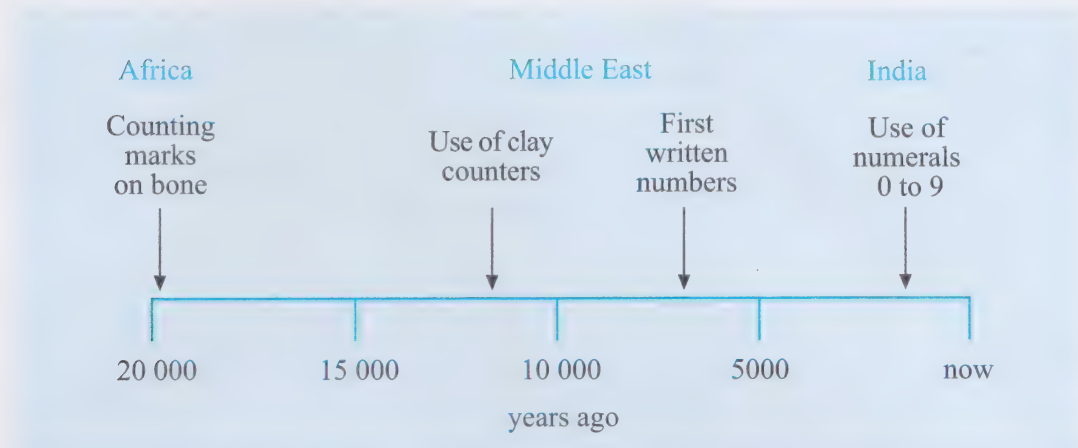 Africa
Counting
marks
on bone
Middle East
Use of clay
counters
First
written
numbers
India
Use of
numerals
0 to 9
20 000
15 000
10 000
5000
now
years ago